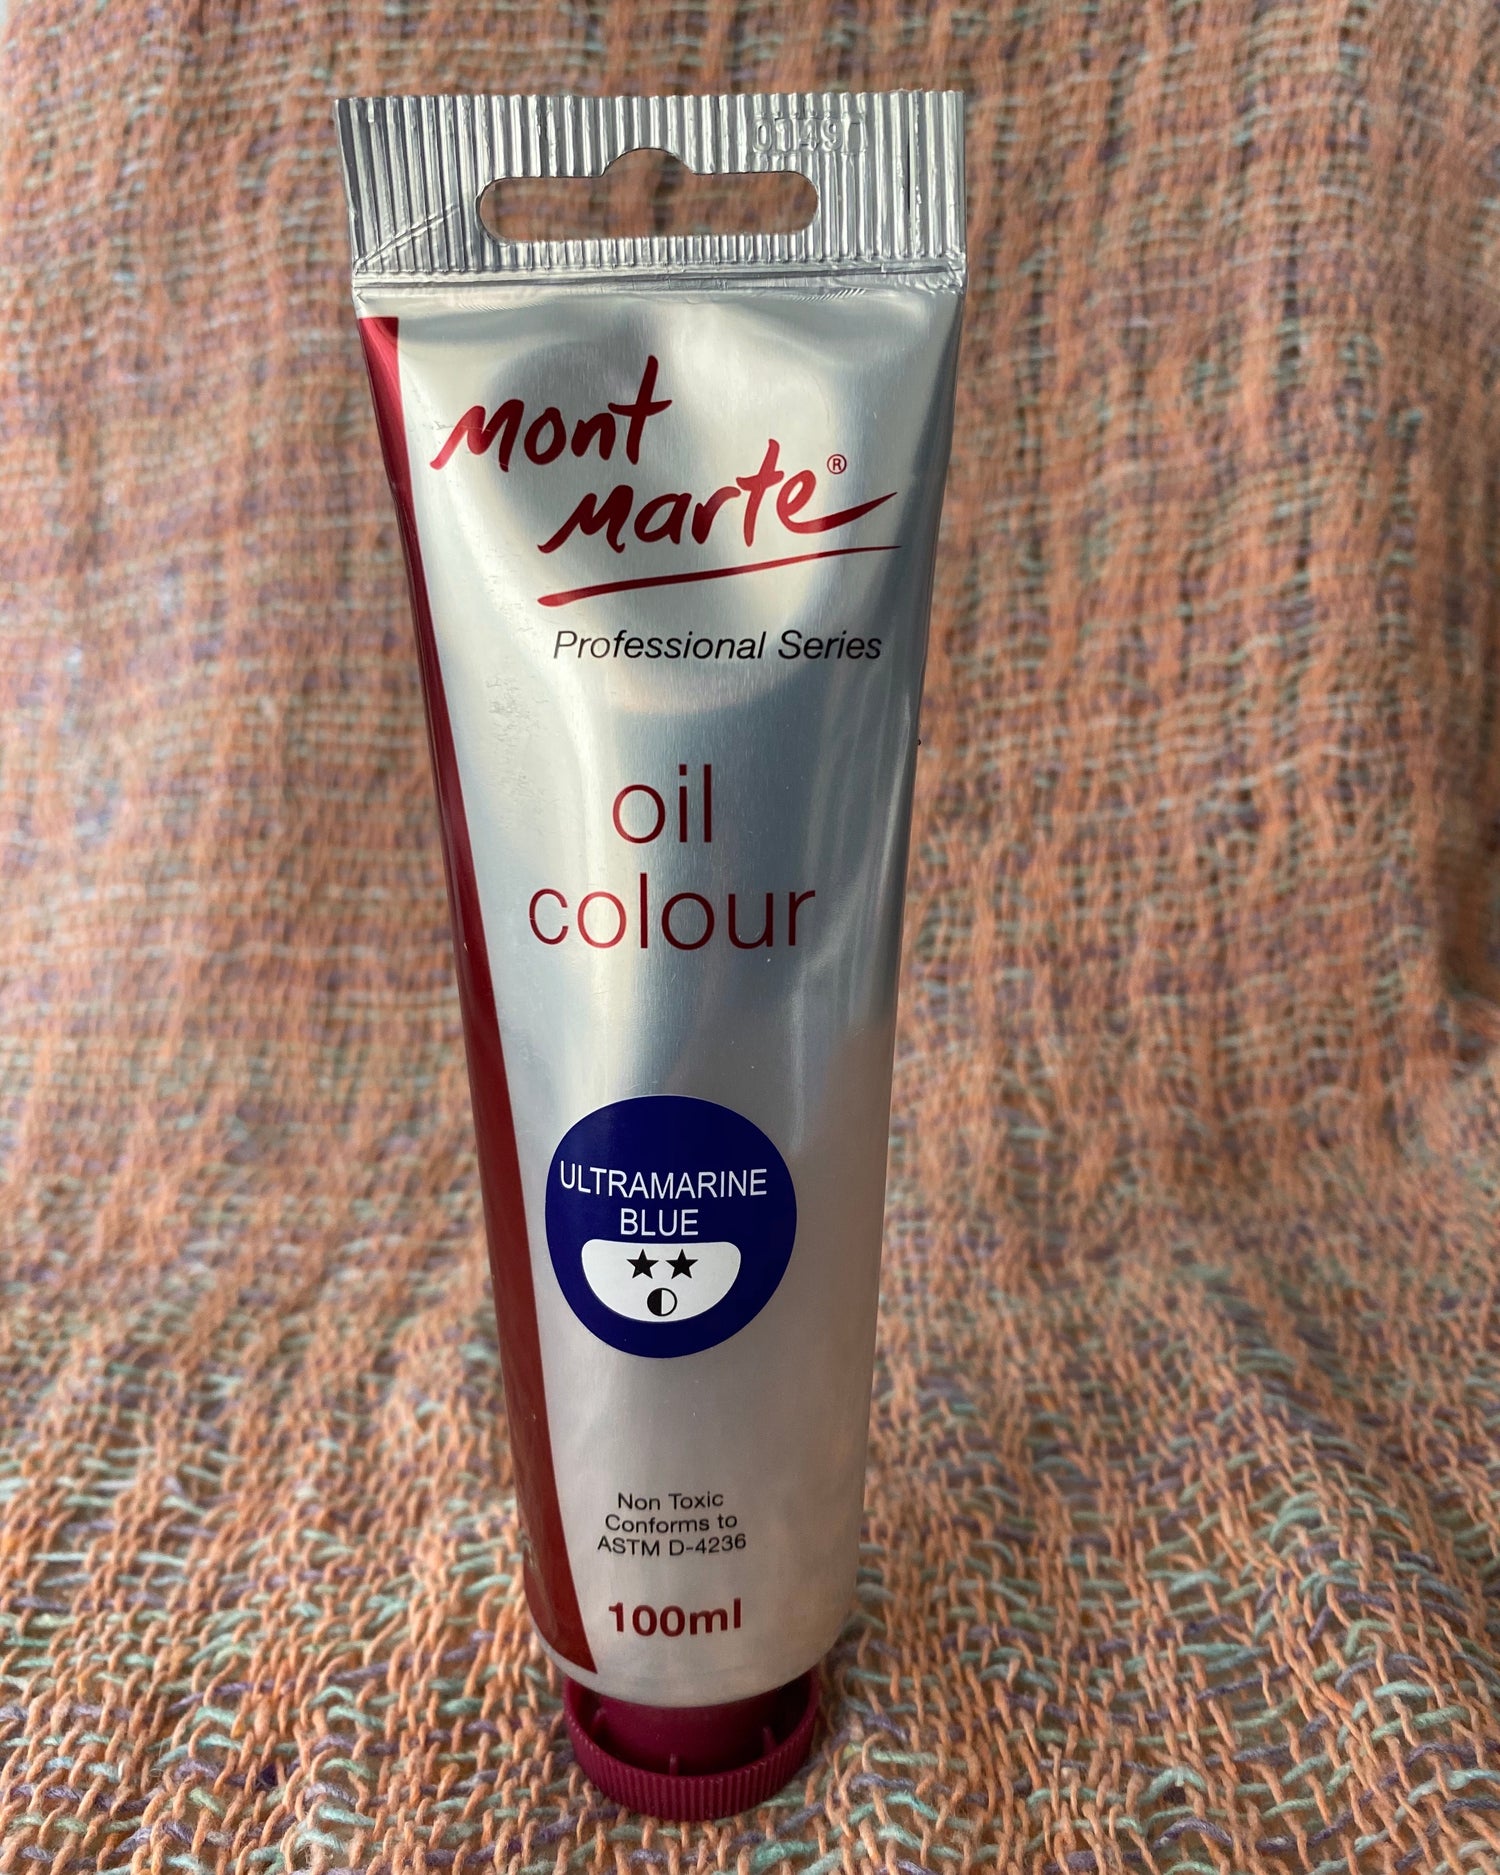 Mont
Marte®
Professional Series
oil
colour
ULTRAMARINE
BLUE
Non Toxic
Conforms to
ASTM D-4236
100ml